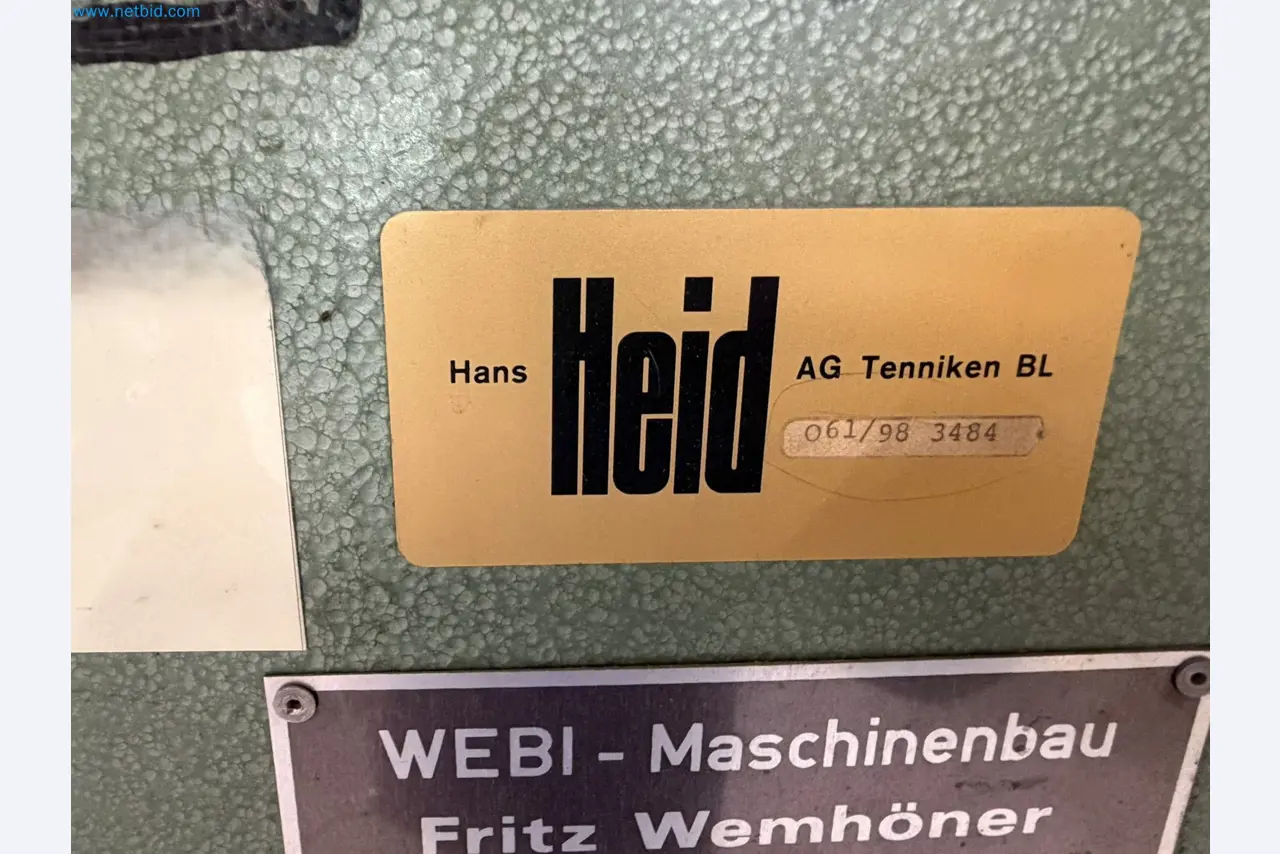 www.netbid.com
Hans Heid AG Tenniken BL
061/98 3484
WEBI - Maschinenbau
Fritz Wemhöner